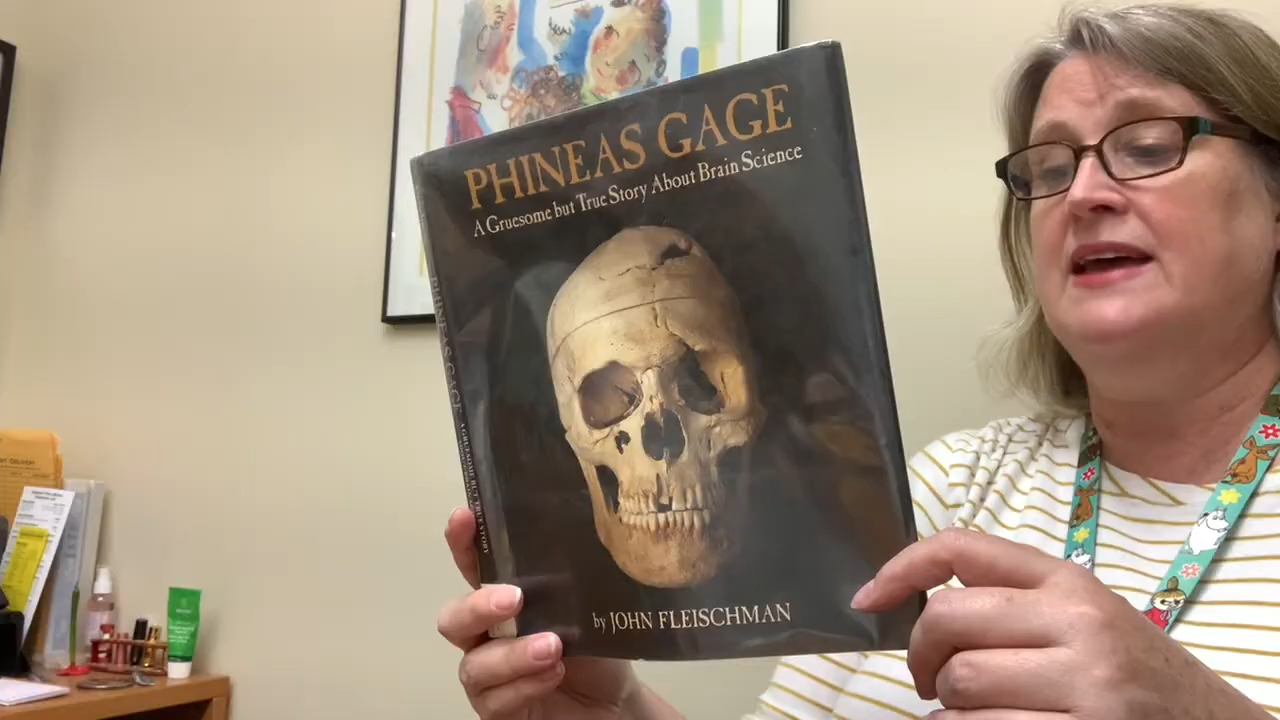 PHINEAS GAGE
A Gruesome but True Story About Brain Science
PHINEAS GAGE
A GRUESOME BUT TRUE STORY
by JOHN FLEISCHMAN